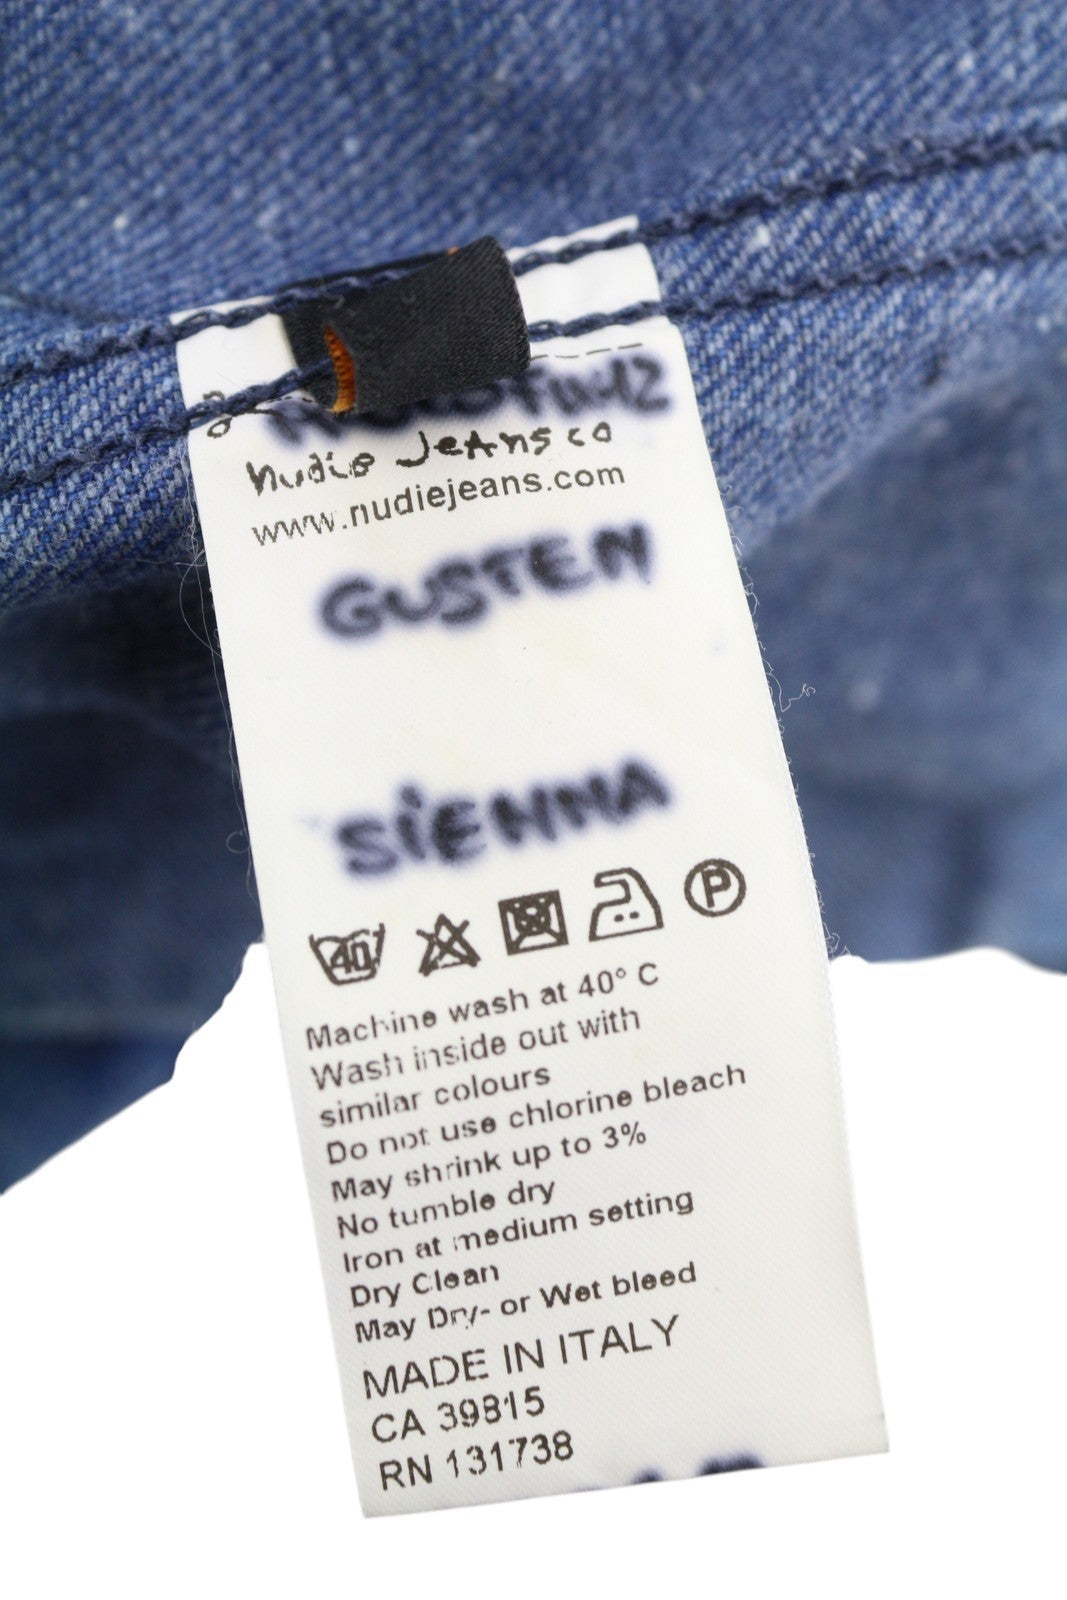 nudie Jeans co
www.nudiejeans.com
GUSTEN
SiENNA
40
P
Machine wash at 40° C
Wash inside out with
similar colours
Do not use chlorine bleach
May shrink up to 3%
No tumble dry
Iron at medium setting
Dry Clean
May Dry- or Wet bleed
MADE IN ITALY
CA 39815
RN 131738